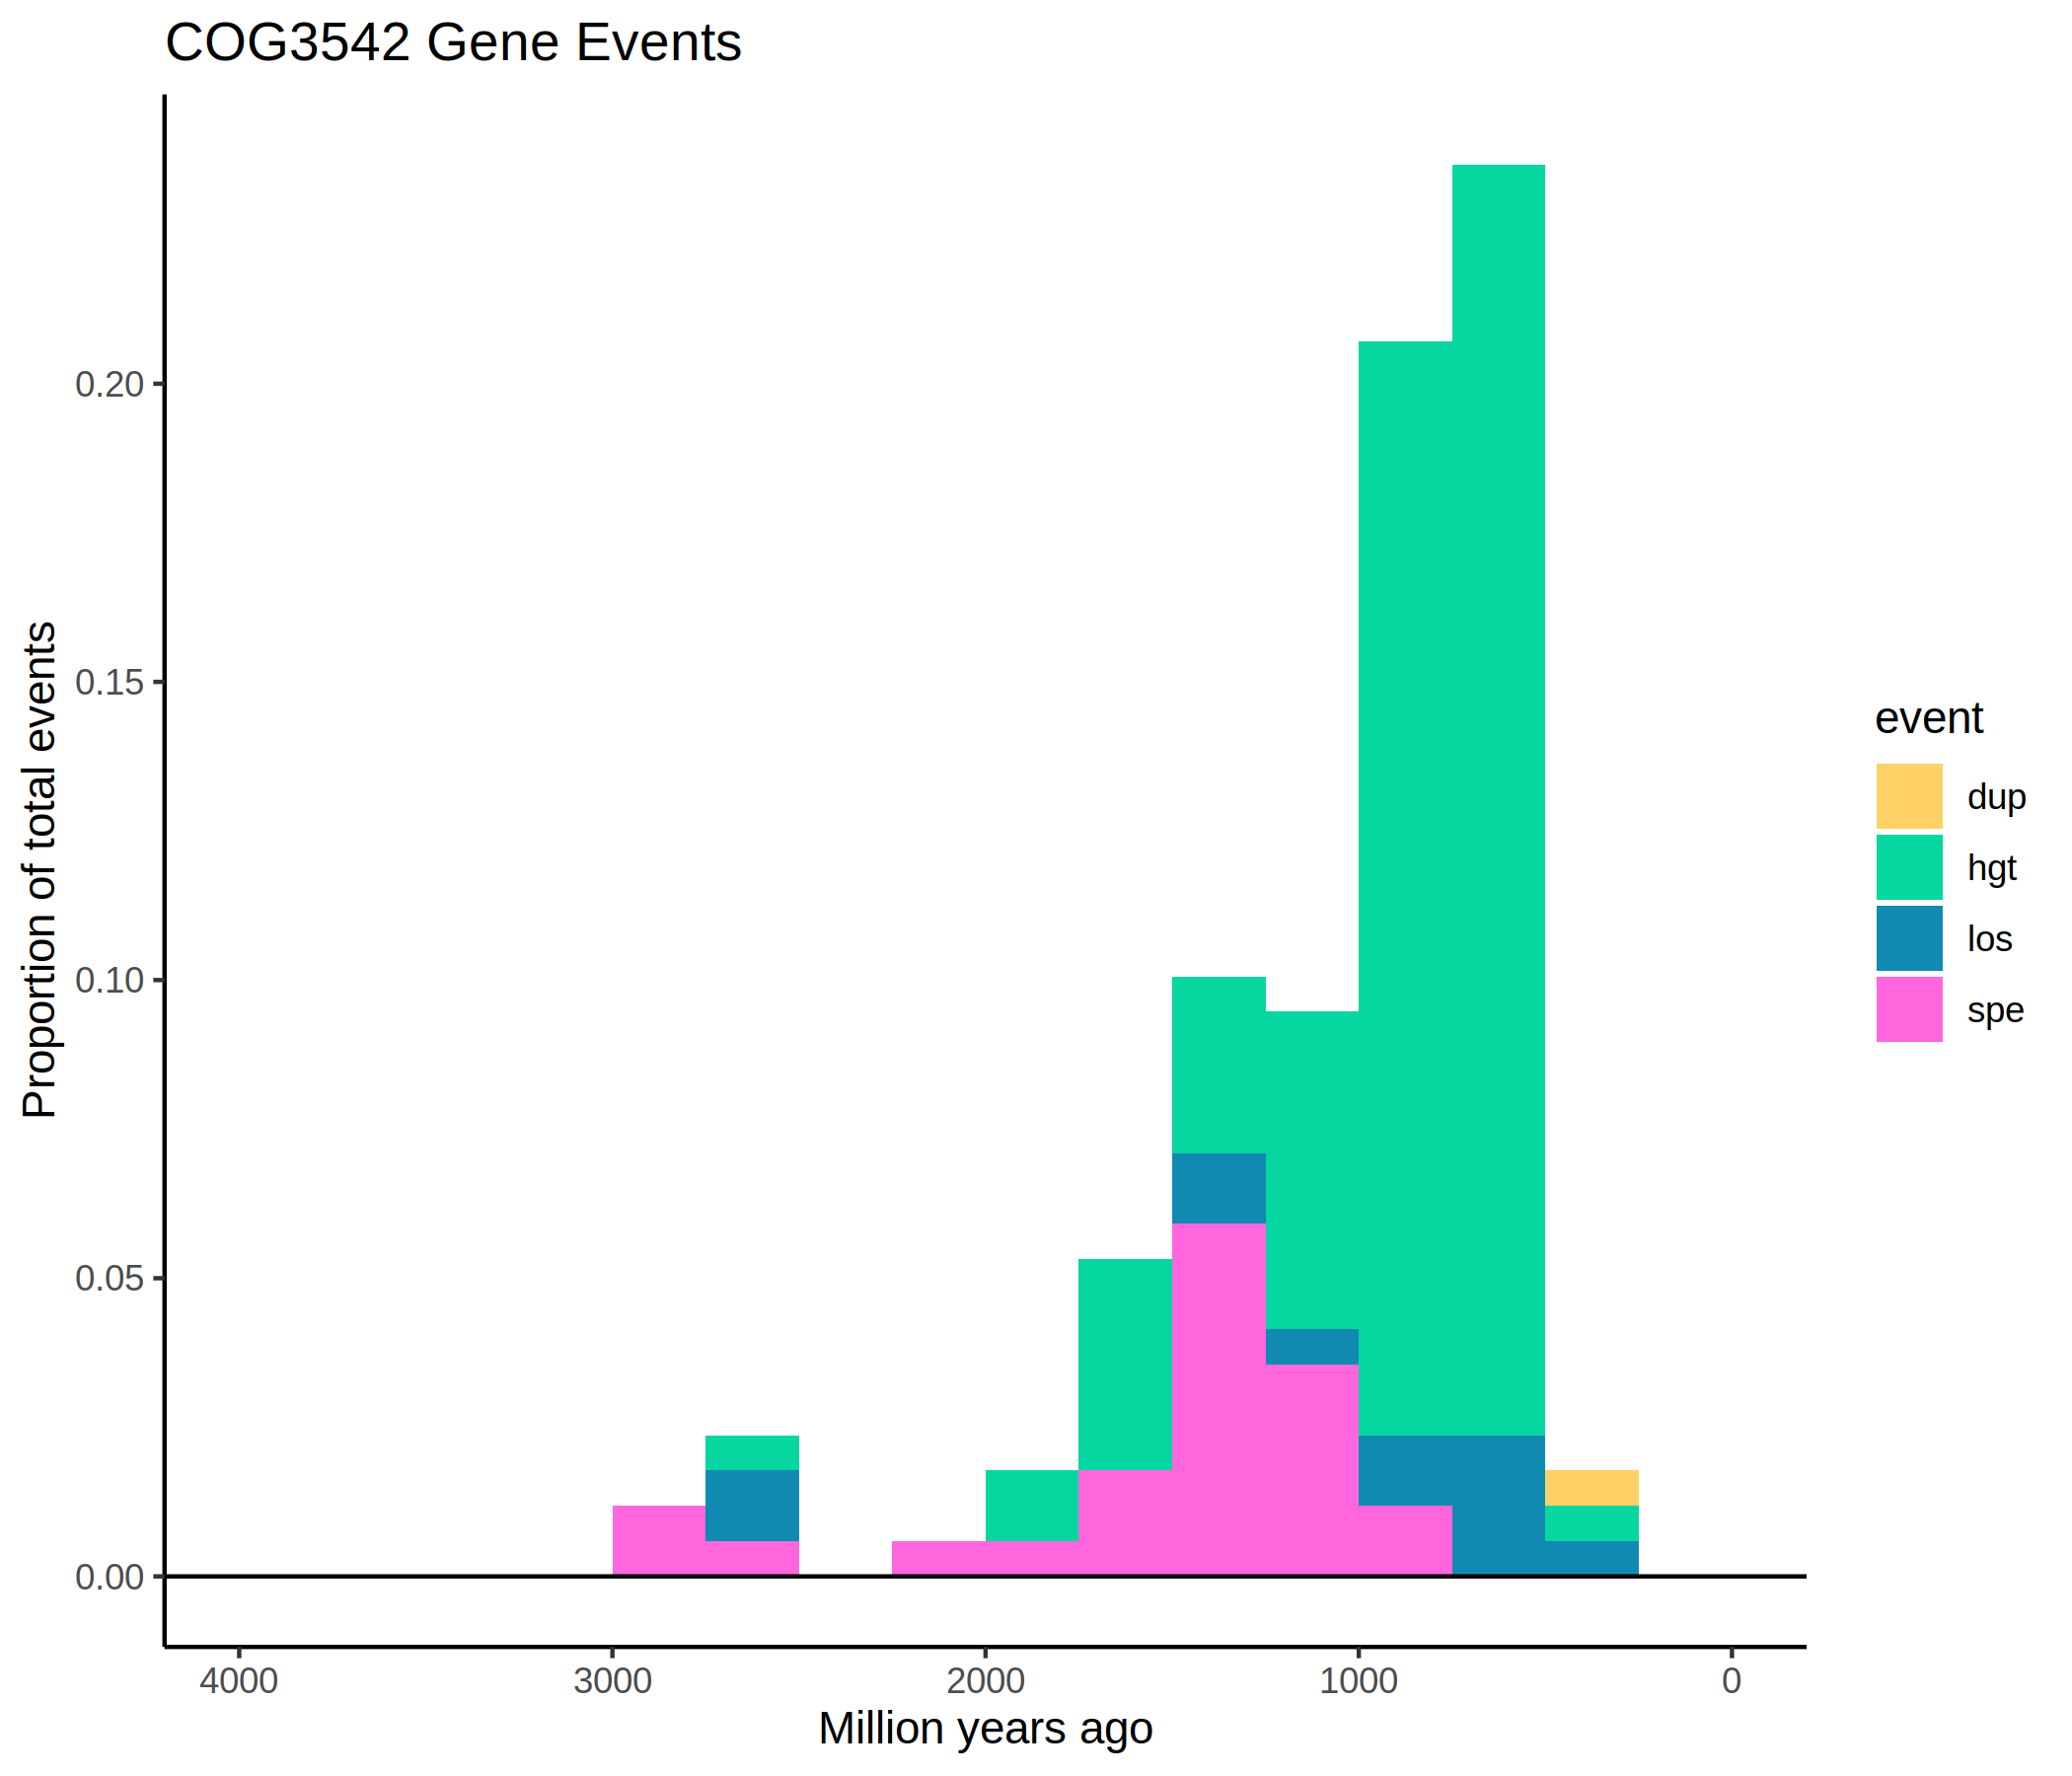 COG3542 Gene Events
Proportion of total events
0.20
0.15
0.10
0.05
0.00
4000 3000 2000 1000 0
Million years ago
event
dup
hgt
los
spe